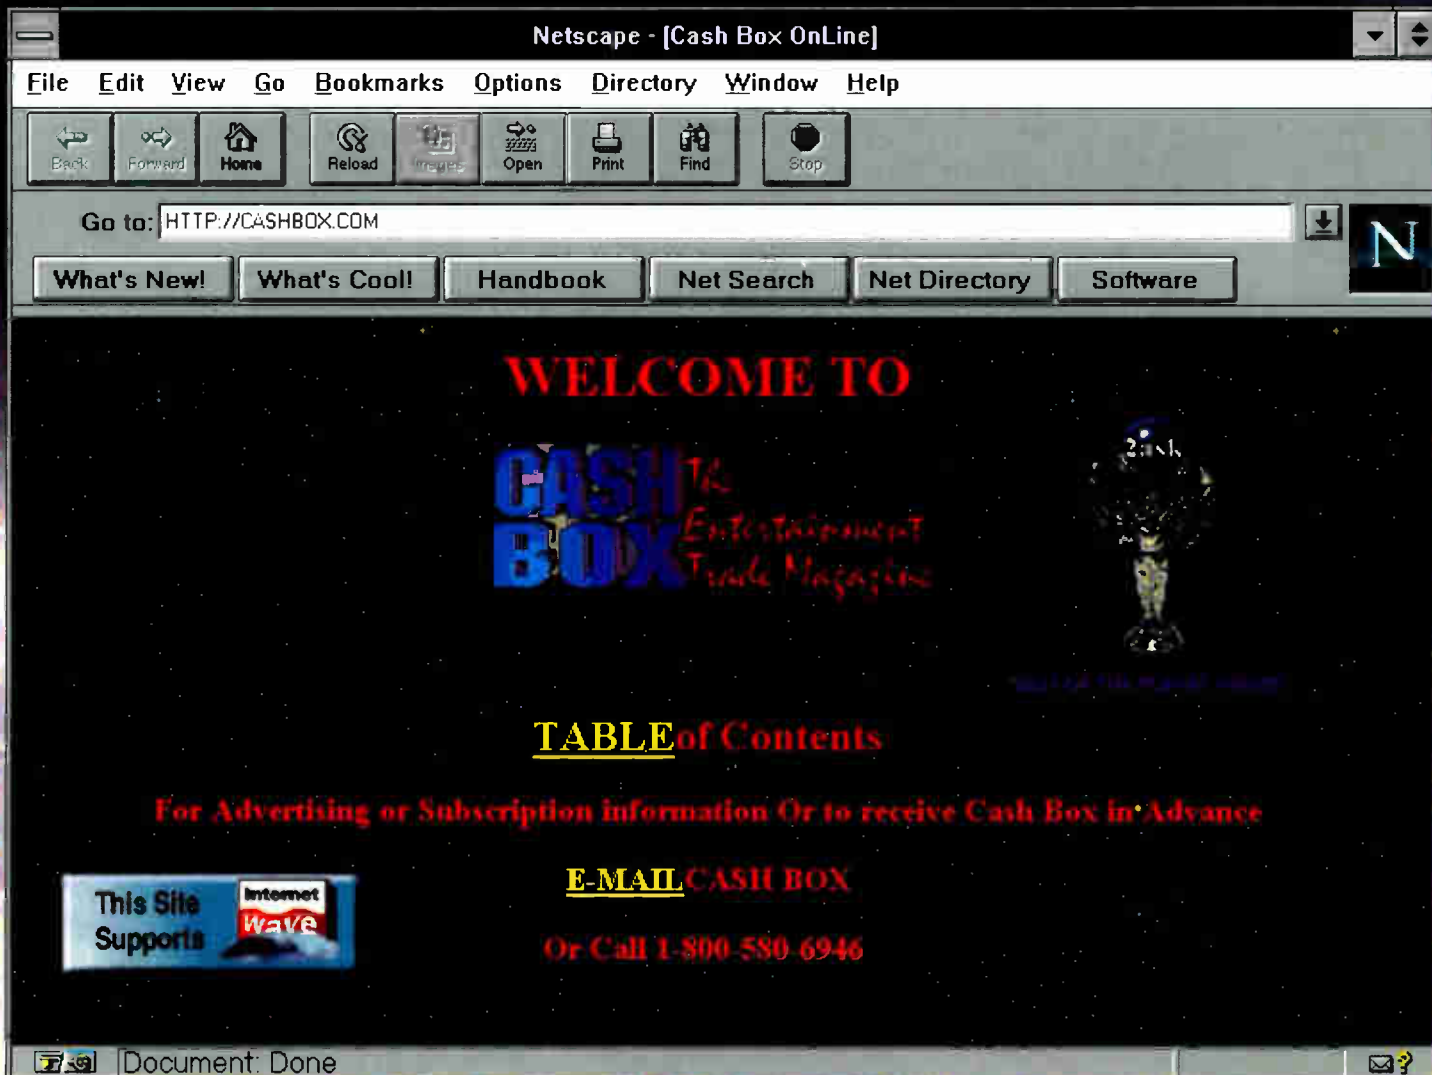 Netscape - [Cash Box OnLine]
File Edit View Go Bookmarks Options Directory Window Help
Back Forward Home Reload Images Open Print Find Stop
Go to: HTTP://CASHBOX.COM
N
What's New! What's Cool! Handbook Net Search Net Directory Software
WELCOME TO
CASH BOX
The Entertainment Trade Magazine
TABLE of Contents
For Advertising or Subscription information Or to receive Cash Box in Advance
E-MAIL CASH BOX
Or Call 1-800-580-6946
This Site Supports
Internet wave
Document: Done